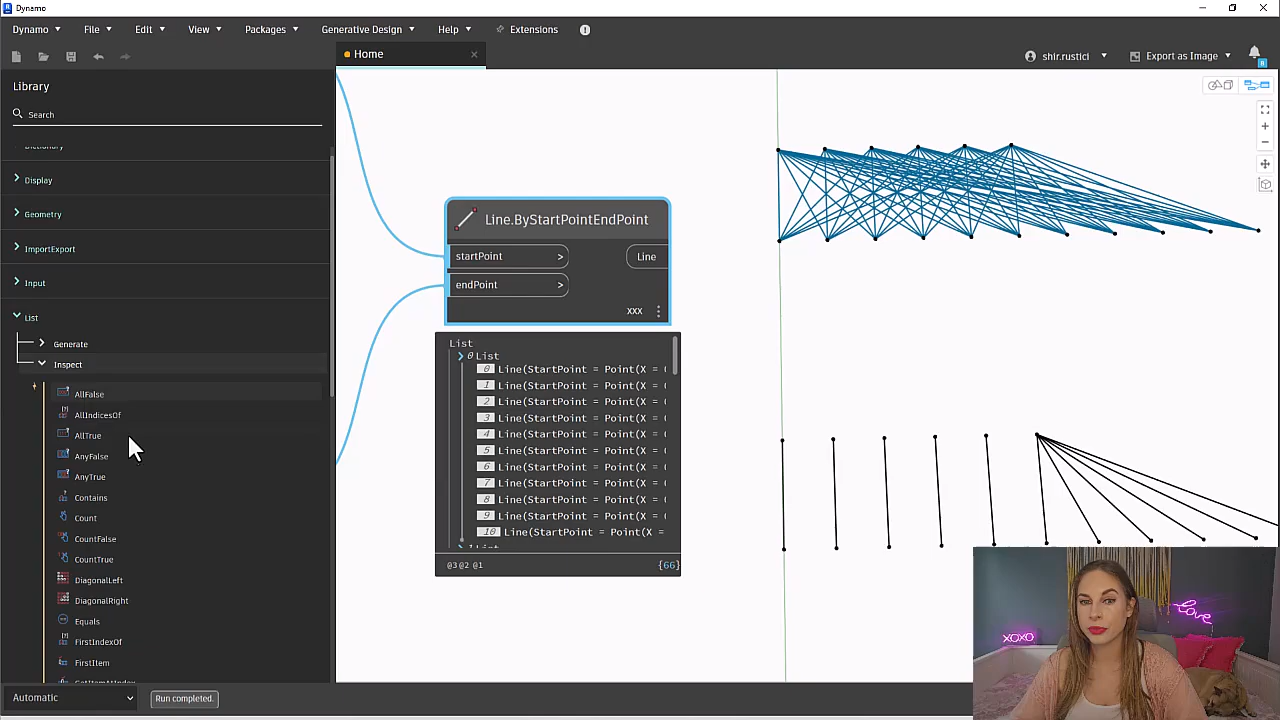 Dynamo
Dynamo File Edit View Packages Generative Design Help Extensions
Home
shir.rustici Export as Image
Library
Search
Dictionary
Display
Geometry
ImportExport
Input
List
Generate
Inspect
AllFalse
AllIndicesOf
AllTrue
AnyFalse
AnyTrue
Contains
Count
CountFalse
CountTrue
DiagonalLeft
DiagonalRight
Equals
FirstIndexOf
FirstItem
GetItemAtIndex
Line.ByStartPointEndPoint
startPoint > Line
endPoint >
xxx
List
0 List
0 Line(StartPoint = Point(X = (
1 Line(StartPoint = Point(X = (
2 Line(StartPoint = Point(X = (
3 Line(StartPoint = Point(X = (
4 Line(StartPoint = Point(X = (
5 Line(StartPoint = Point(X = (
6 Line(StartPoint = Point(X = (
7 Line(StartPoint = Point(X = (
8 Line(StartPoint = Point(X = (
9 Line(StartPoint = Point(X = (
10 Line(StartPoint = Point(X =
1 List
@3 @2 @1 {66}
Automatic Run completed.
XOXO
love